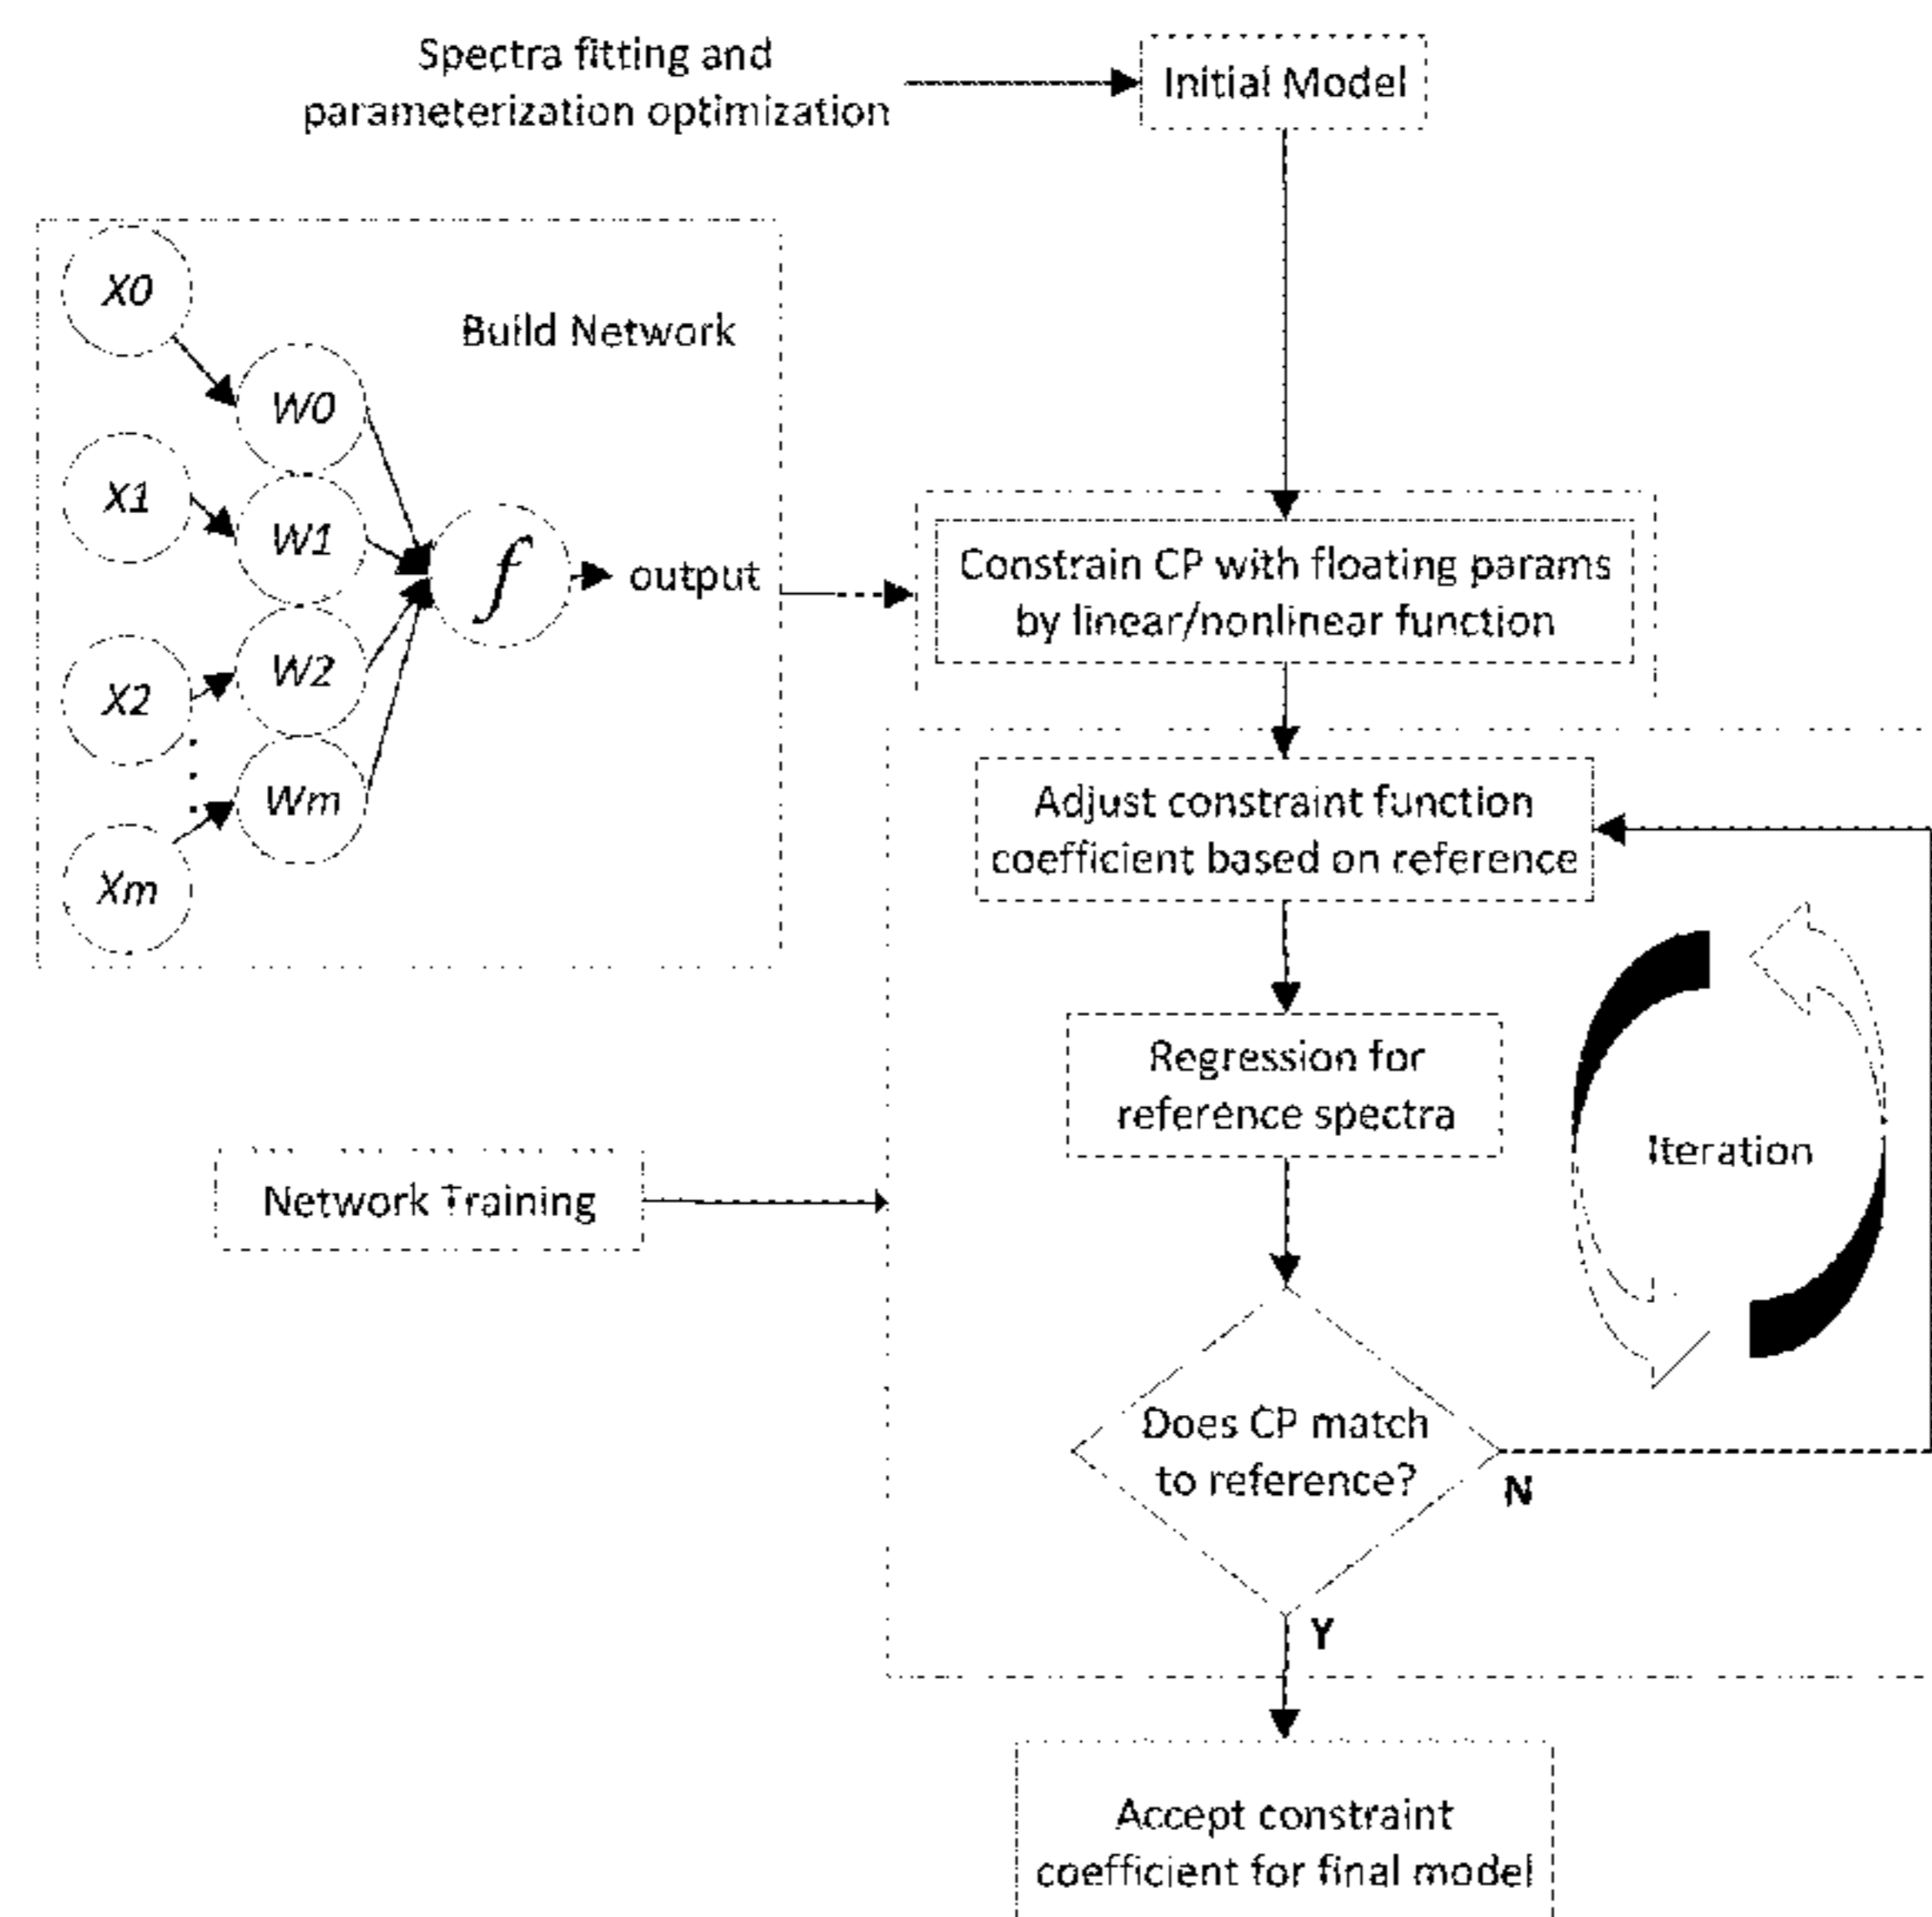 Spectra fitting and
parameterization optimization
Initial Model
Build Network
X0
W0
X1
W1
f
output
X2
W2
Wm
Xm
Constrain CP with floating params
by linear/nonlinear function
Adjust constraint function
coefficient based on reference
Regression for
reference spectra
Iteration
Network Training
Does CP match
to reference?
N
Y
Accept constraint
coefficient for final model